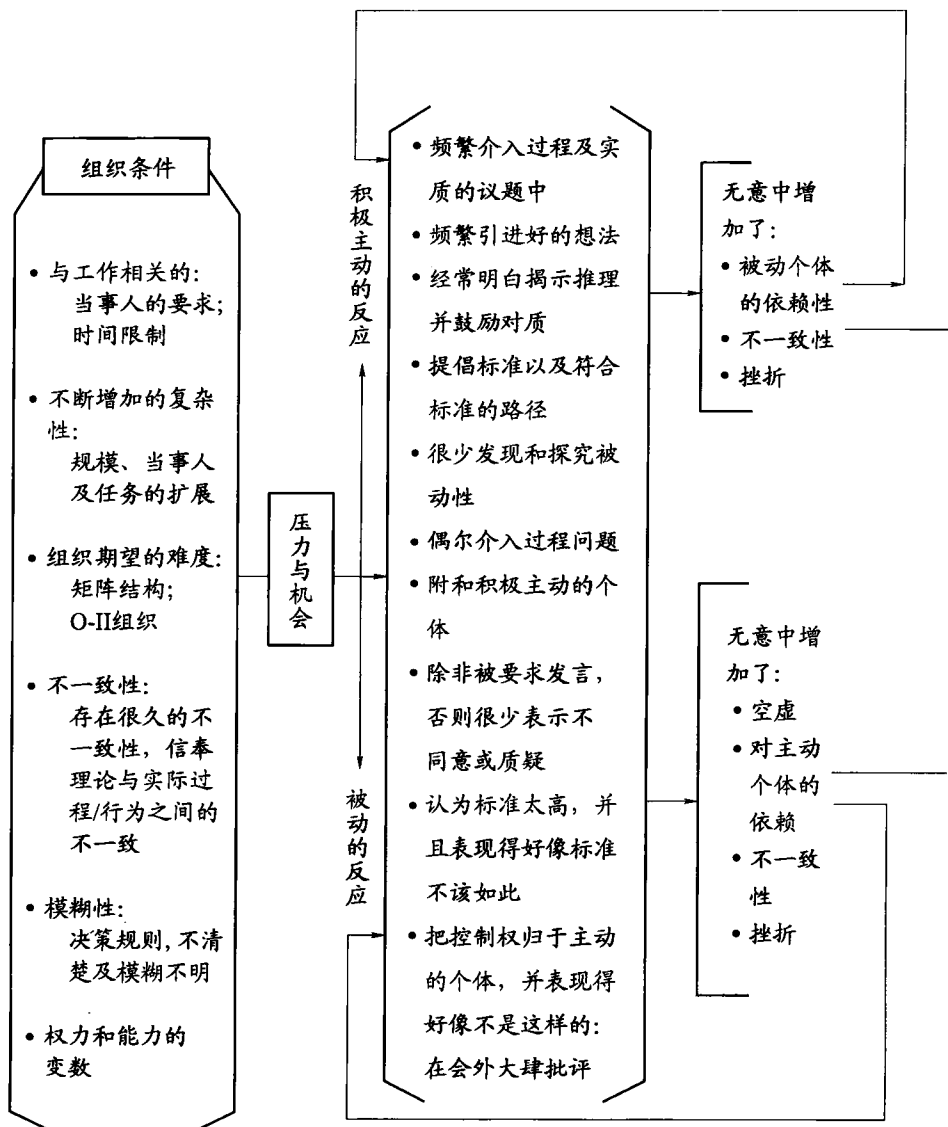 组织条件
• 与工作相关的：
当事人的要求；
时间限制
• 不断增加的复杂
性：
规模、当事人
及任务的扩展
• 组织期望的难度：
矩阵结构；
O-II组织
• 不一致性：
存在很久的不
一致性，信奉
理论与实际过
程/行为之间的
不一致
• 模糊性：
决策规则，不清
楚及模糊不明
• 权力和能力的
变数
压力与机会
积极主动的反应
被动的反应
• 频繁介入过程及实
质的议题中
• 频繁引进好的想法
• 经常明白揭示推理
并鼓励对质
• 提倡标准以及符合
标准的路径
• 很少发现和探究被
动性
• 偶尔介入过程问题
• 附和积极主动的个
体
• 除非被要求发言，
否则很少表示不
同意或质疑
• 认为标准太高，并
且表现得好像标准
不该如此
• 把控制权归于主动
的个体，并表现得
好像不是这样的：
在会外大肆批评
无意中增
加了：
• 被动个体
的依赖性
• 不一致性
• 挫折
无意中增
加了：
• 空虚
• 对主动
个体的
依赖
• 不一致
性
• 挫折